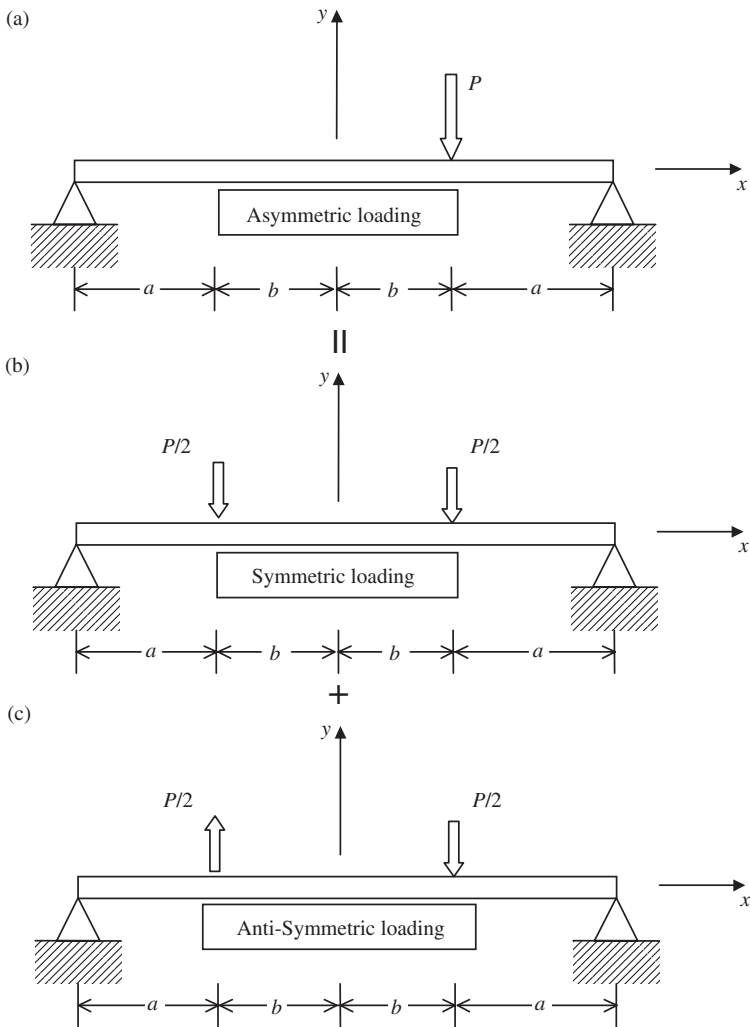 (a)
y
P
x
Asymmetric loading
a b b a
=
(b)
y
P/2 P/2
x
Symmetric loading
a b b a
+
(c)
y
P/2 P/2
x
Anti-Symmetric loading
a b b a